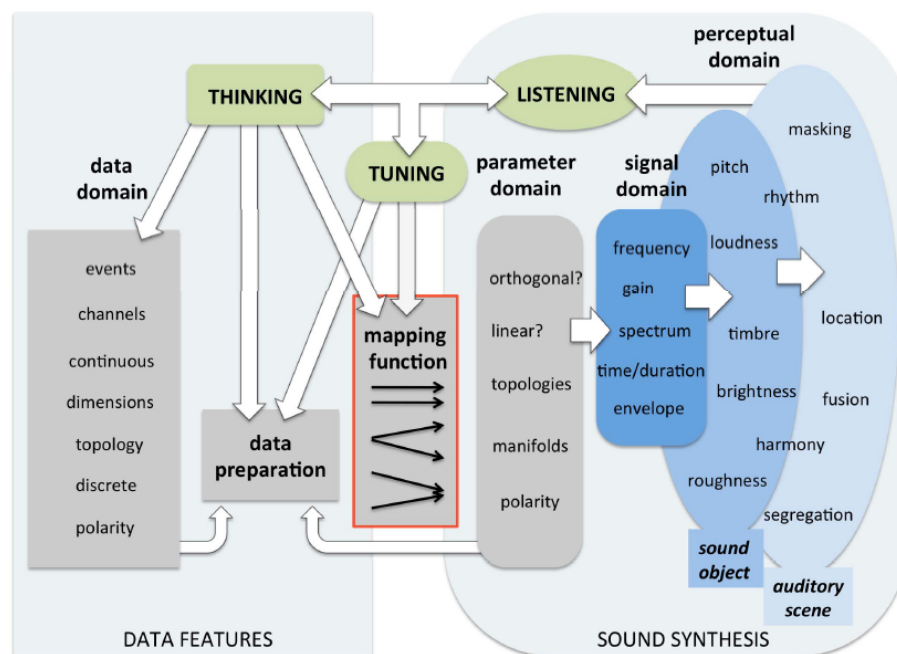 perceptual
domain
THINKING
LISTENING
masking
data
domain
TUNING
parameter
domain
signal
domain
pitch
rhythm
events
channels
continuous
dimensions
topology
discrete
polarity
data
preparation
mapping
function
orthogonal?
linear?
topologies
manifolds
polarity
frequency
gain
spectrum
time/duration
envelope
loudness
timbre
brightness
harmony
roughness
location
fusion
segregation
sound
object
auditory
scene
DATA FEATURES
SOUND SYNTHESIS